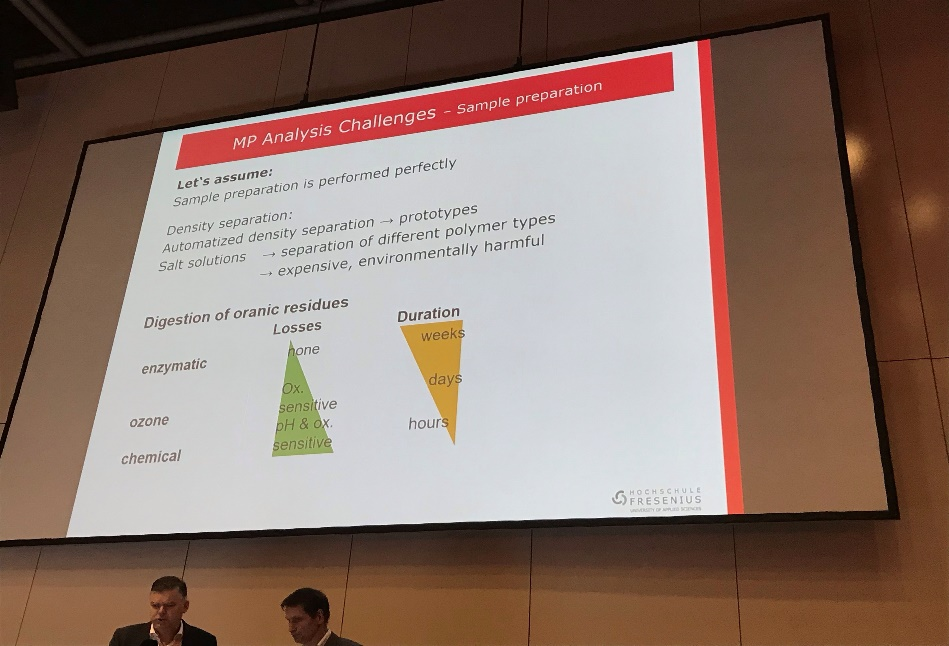 MP Analysis Challenges – Sample preparation
Let's assume:
Sample preparation is performed perfectly
Density separation:
Automatized density separation → prototypes
Salt solutions → separation of different polymer types
→ expensive, environmentally harmful
Digestion of oranic residues
Losses
Duration
none
weeks
enzymatic
days
Ox.
sensitive
ozone
pH & ox.
hours
sensitive
chemical
HOCHSCHULE
FRESENIUS
UNIVERSITY OF APPLIED SCIENCES